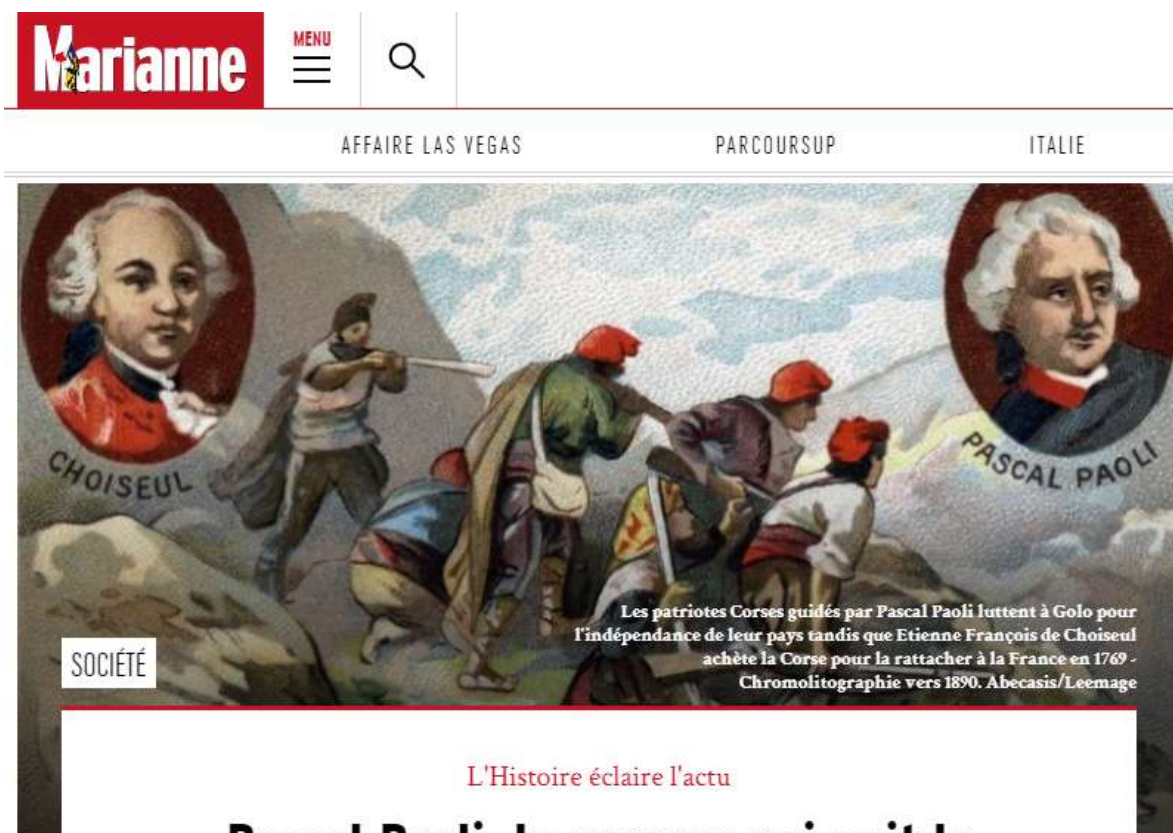 Marianne
MENU
AFFAIRE LAS VEGAS
PARCOURSUP
ITALIE
CHOISEUL
PASCAL PAOLI
Les patriotes Corses guidés par Pascal Paoli luttent à Golo pour
l'indépendance de leur pays tandis que Etienne François de Choiseul
achète la Corse pour la rattacher à la France en 1769 -
Chromolitographie vers 1890. Abecasis/Leemage
SOCIÉTÉ
L'Histoire éclaire l'actu